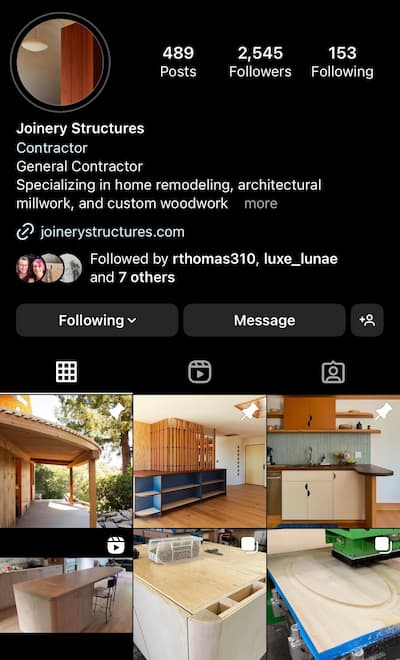 489 2,545 153
Posts Followers Following
Joinery Structures
Contractor
General Contractor
Specializing in home remodeling, architectural
millwork, and custom woodwork more
joinerystructures.com
Followed by rthomas310, luxe_lunae
and 7 others
Following Message